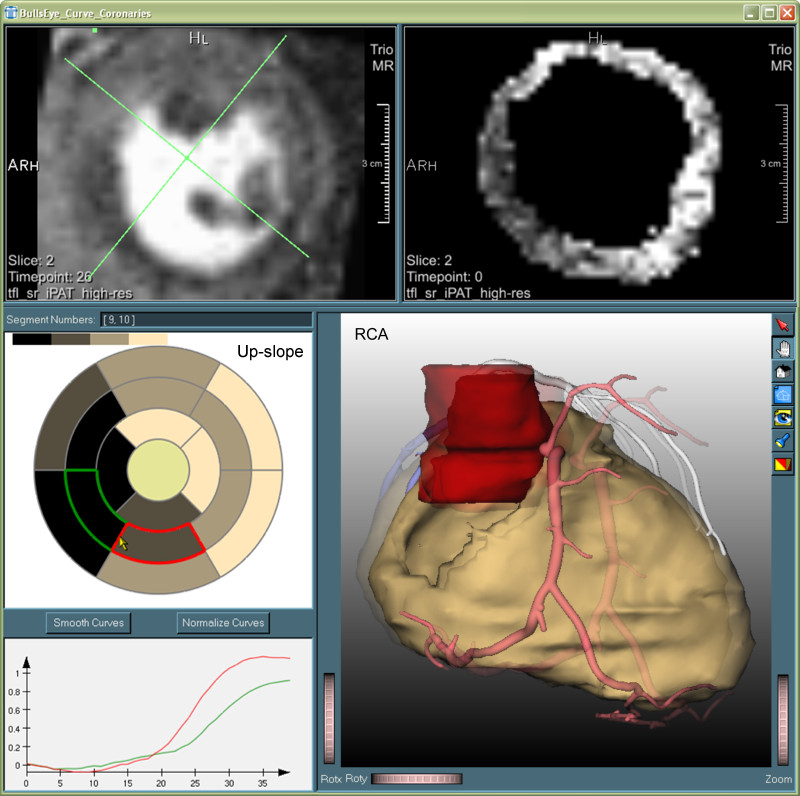 BullsEye_Curve_Coronaries
HL
Trio
MR
ARH
3 cm
Slice: 2
Timepoint: 26
tfl_sr_iPAT_high-res
HL
Trio
MR
ARH
3 cm
Slice: 2
Timepoint: 0
tfl_sr_iPAT_high-res
Segment Numbers: [ 9, 10 ]
Up-slope
RCA
Smooth Curves
Normalize Curves
1
0.8
0.6
0.4
0.2
0
0 5 10 15 20 25 30 35
Rotx Roty
Zoom